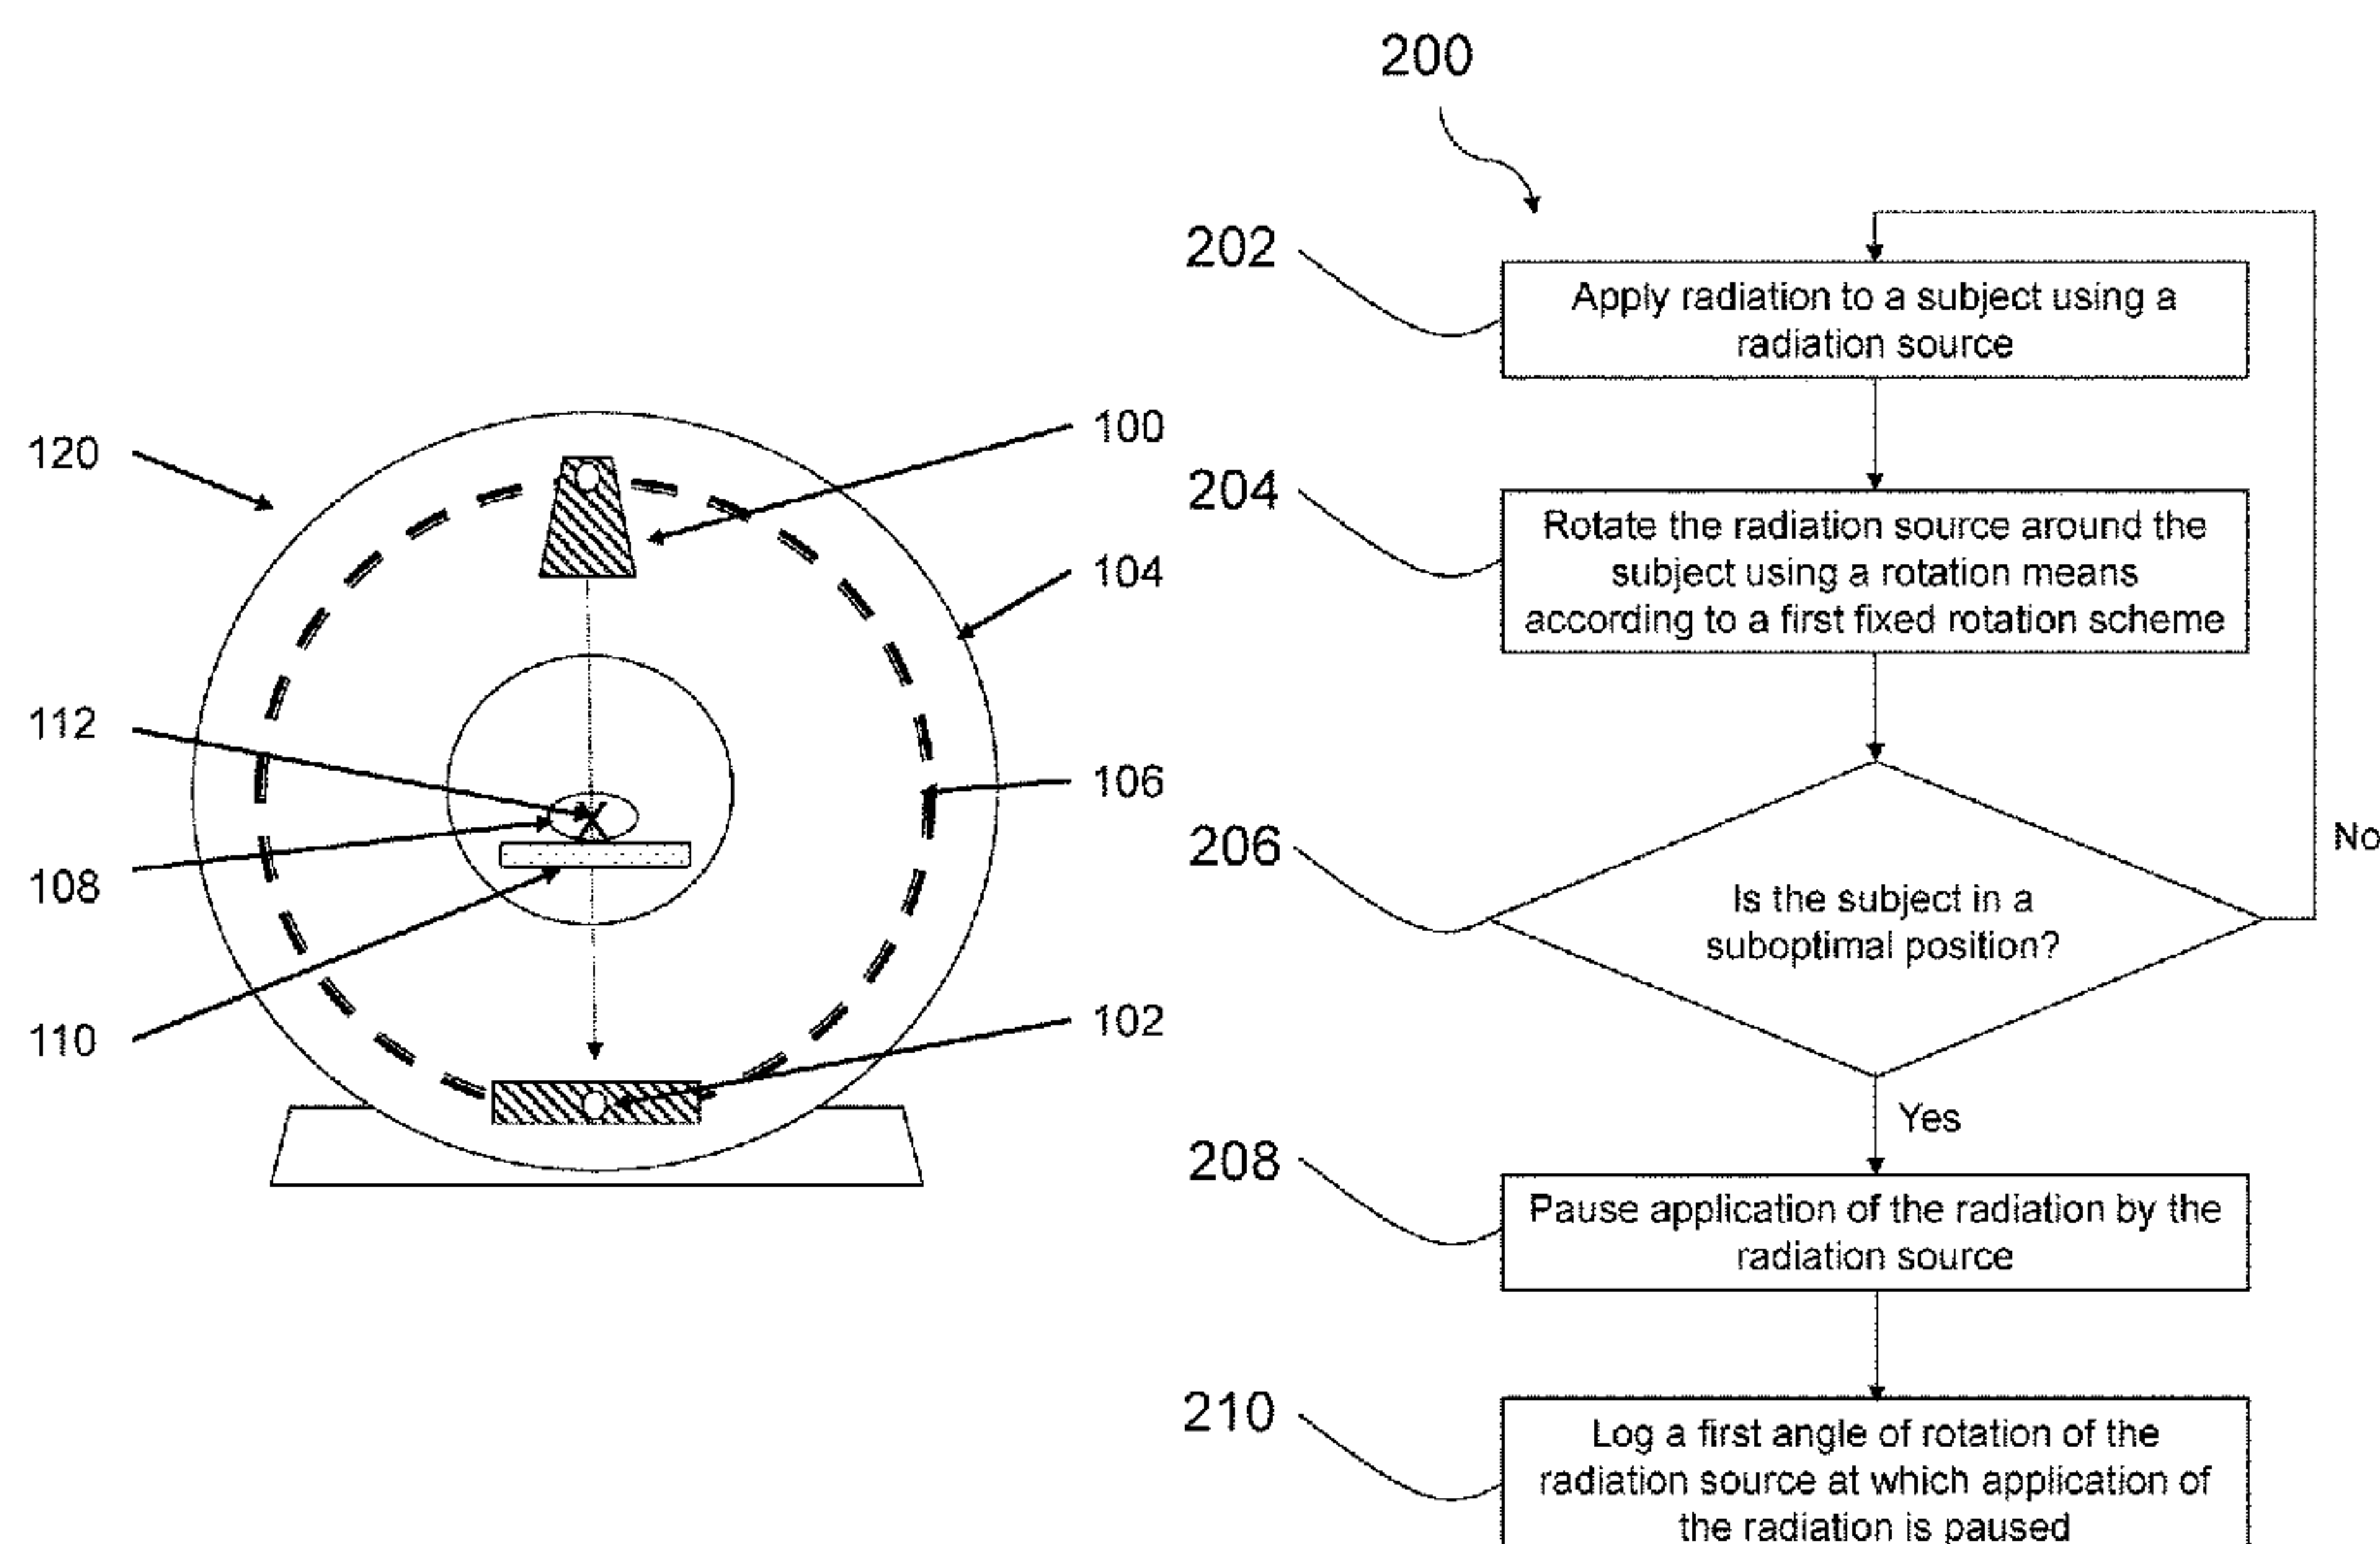 120
112
108
110
100
104
106
102
200
202
Apply radiation to a subject using a
radiation source
204
Rotate the radiation source around the
subject using a rotation means
according to a first fixed rotation scheme
206
Is the subject in a
suboptimal position?
No
Yes
208
Pause application of the radiation by the
radiation source
210
Log a first angle of rotation of the
radiation source at which application of
the radiation is paused